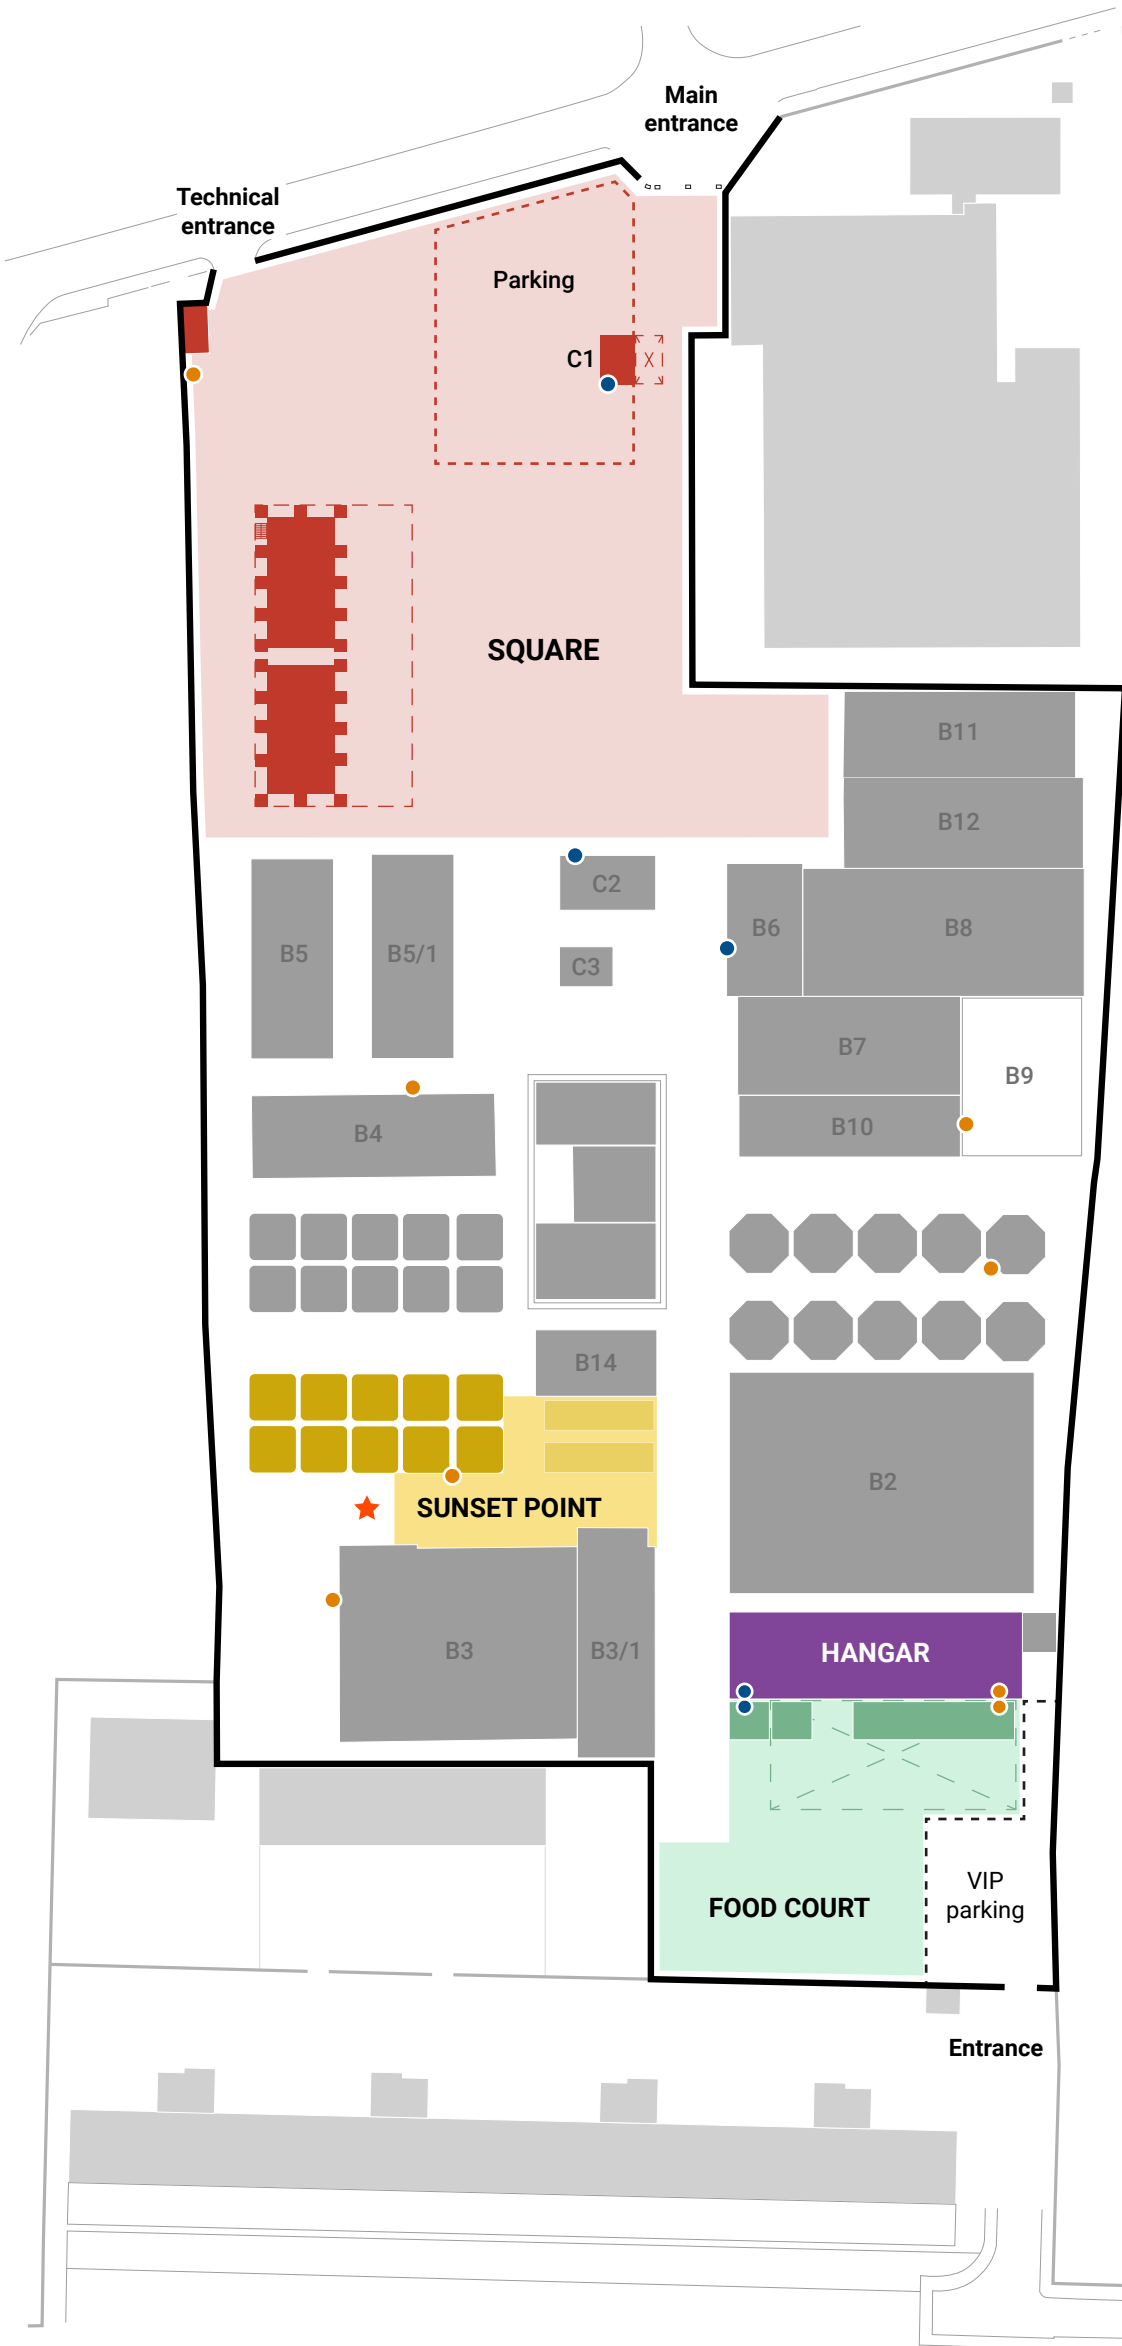 Main
entrance
Technical
entrance
Parking
C1
SQUARE
B11
B12
C2
B6
B8
B5
B5/1
C3
B7
B9
B4
B10
B14
B2
SUNSET POINT
B3
B3/1
HANGAR
VIP
parking
FOOD COURT
Entrance